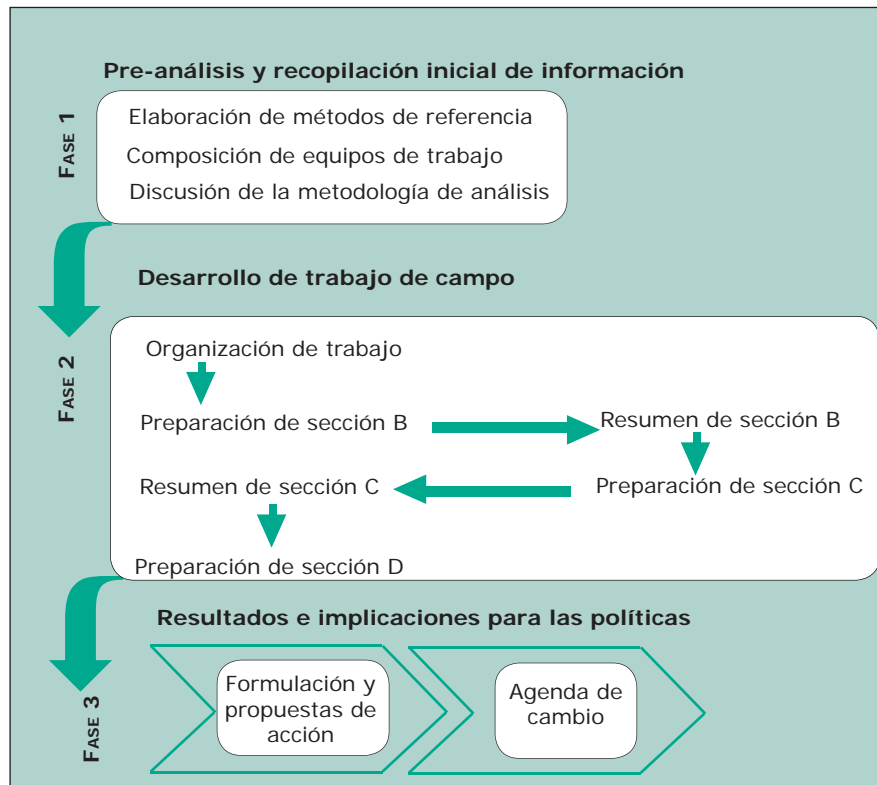 Pre-análisis y recopilación inicial de información
FASE 1
Elaboración de métodos de referencia
Composición de equipos de trabajo
Discusión de la metodología de análisis
Desarrollo de trabajo de campo
FASE 2
Organización de trabajo
Preparación de sección B
Resumen de sección B
Preparación de sección C
Resumen de sección C
Preparación de sección D
Resultados e implicaciones para las políticas
FASE 3
Formulación y
propuestas de
acción
Agenda de
cambio